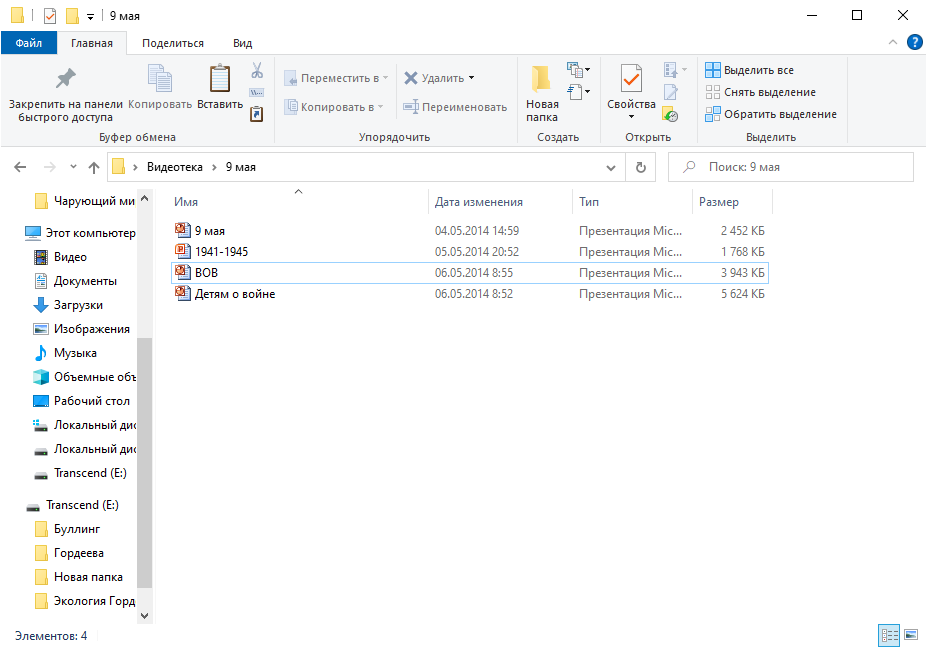 9 мая
Файл Главная Поделиться Вид
Закрепить на панели быстрого доступа
Копировать
Вставить
Переместить в
Копировать в
Удалить
Переименовать
Новая папка
Свойства
Выделить все
Снять выделение
Обратить выделение
Буфер обмена Упорядочить Создать Открыть Выделить
Видеотека 9 мая Поиск: 9 мая
Имя Дата изменения Тип Размер
9 мая 04.05.2014 14:59 Презентация Mic... 2 452 КБ
1941-1945 05.05.2014 20:52 Презентация Mic... 1 768 КБ
ВОВ 06.05.2014 8:55 Презентация Mic... 3 943 КБ
Детям о войне 06.05.2014 8:52 Презентация Mic... 5 624 КБ
Чарующий ми
Этот компьютер
Видео
Документы
Загрузки
Изображения
Музыка
Объемные объ
Рабочий стол
Локальный дис
Локальный дис
Transcend (E:)
Transcend (E:)
Буллинг
Гордеева
Новая папка
Экология Горд
Элементов: 4